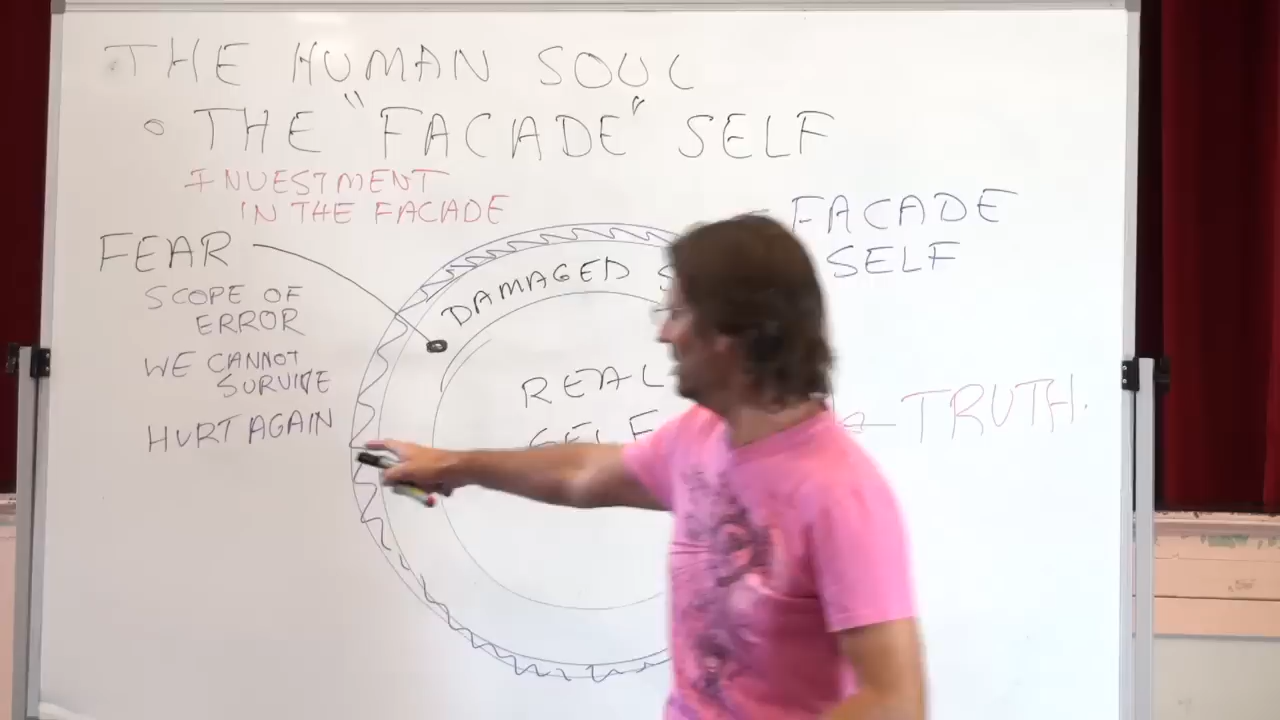 THE HUMAN SOUL
• THE "FACADE" SELF
INVESTMENT
IN THE FACADE
FEAR
SCOPE OF
ERROR
WE CANNOT
SURVIVE
HURT AGAIN
DAMAGED S
REAL
SELF
FACADE
SELF
TRUTH.